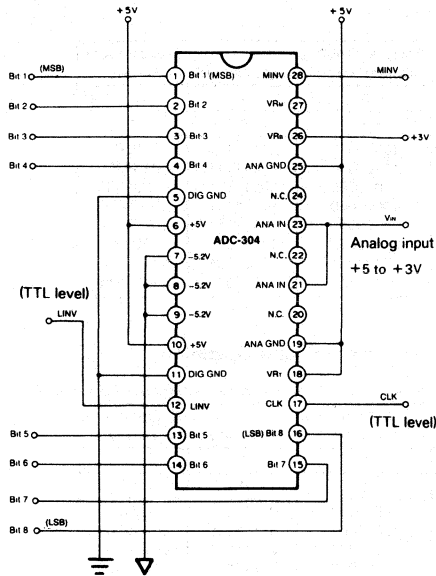 +5V
+5V
Bit 1 (MSB)
1 Bit 1 (MSB)
MINV 28
MINV
Bit 2
2 Bit 2
VRM 27
Bit 3
3 Bit 3
VRB 26
+3V
Bit 4
4 Bit 4
ANA GND 25
5 DIG GND
N.C. 24
6 +5V
ANA IN 23
VIN
ADC-304
Analog input
+5 to +3V
7 -5.2V
N.C. 22
8 -5.2V
ANA IN 21
(TTL level)
LINV
9 -5.2V
N.C. 20
10 +5V
ANA GND 19
11 DIG GND
VRT 18
12 LINV
CLK 17
CLK
(TTL level)
Bit 5
13 Bit 5
(LSB) Bit 8 16
Bit 6
14 Bit 6
Bit 7 15
Bit 7
Bit 8 (LSB)